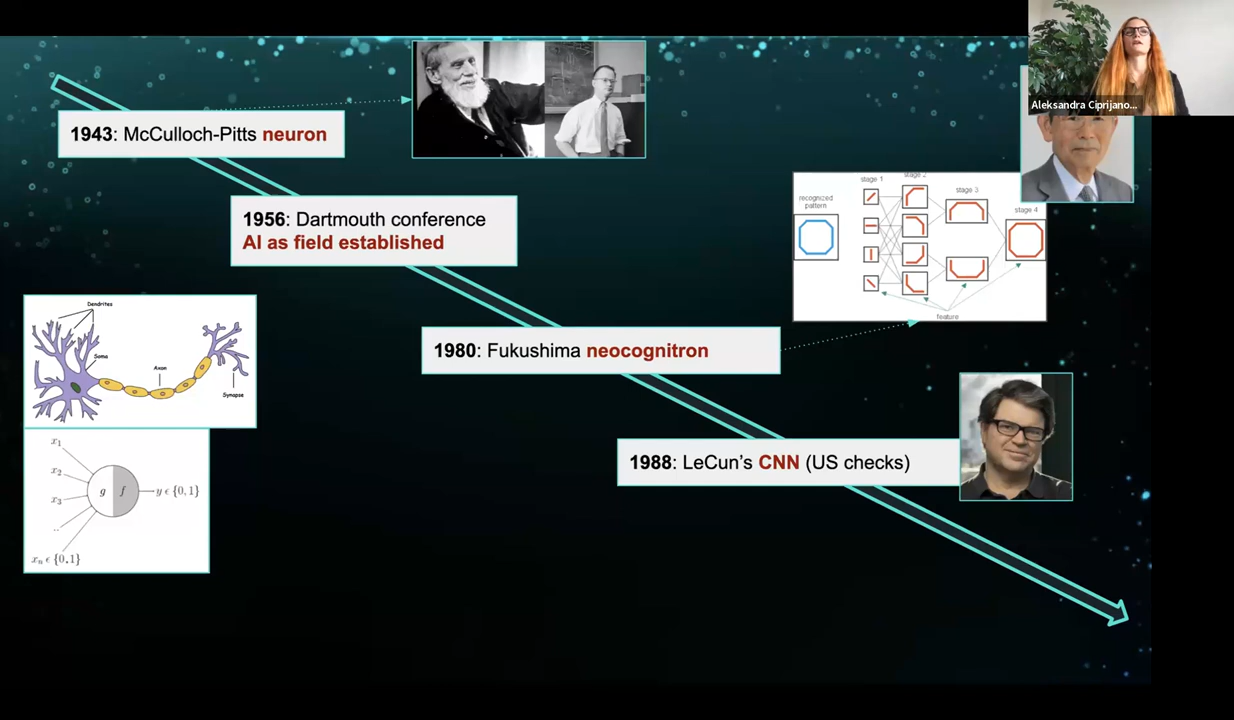 Aleksandra Ciprijano...
1943: McCulloch-Pitts neuron
1956: Dartmouth conference
AI as field established
stage 1
stage 2
stage 3
stage 4
recognized
pattern
feature
Dendrites
Soma
Axon
Synapse
1980: Fukushima neocognitron
1988: LeCun's CNN (US checks)
x₁
x₂
x₃
..
xₙ ϵ {0,1}
g
f
y ϵ {0,1}